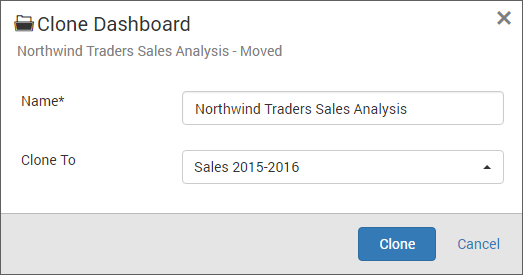 Clone Dashboard
Northwind Traders Sales Analysis - Moved
Name*
Northwind Traders Sales Analysis
Clone To
Sales 2015-2016
Clone
Cancel